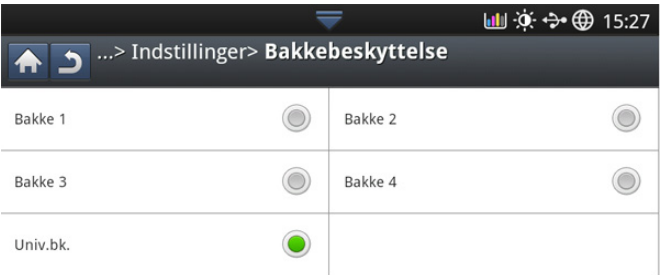 15:27
...> Indstillinger> Bakkebeskyttelse
Bakke 1
Bakke 2
Bakke 3
Bakke 4
Univ.bk.